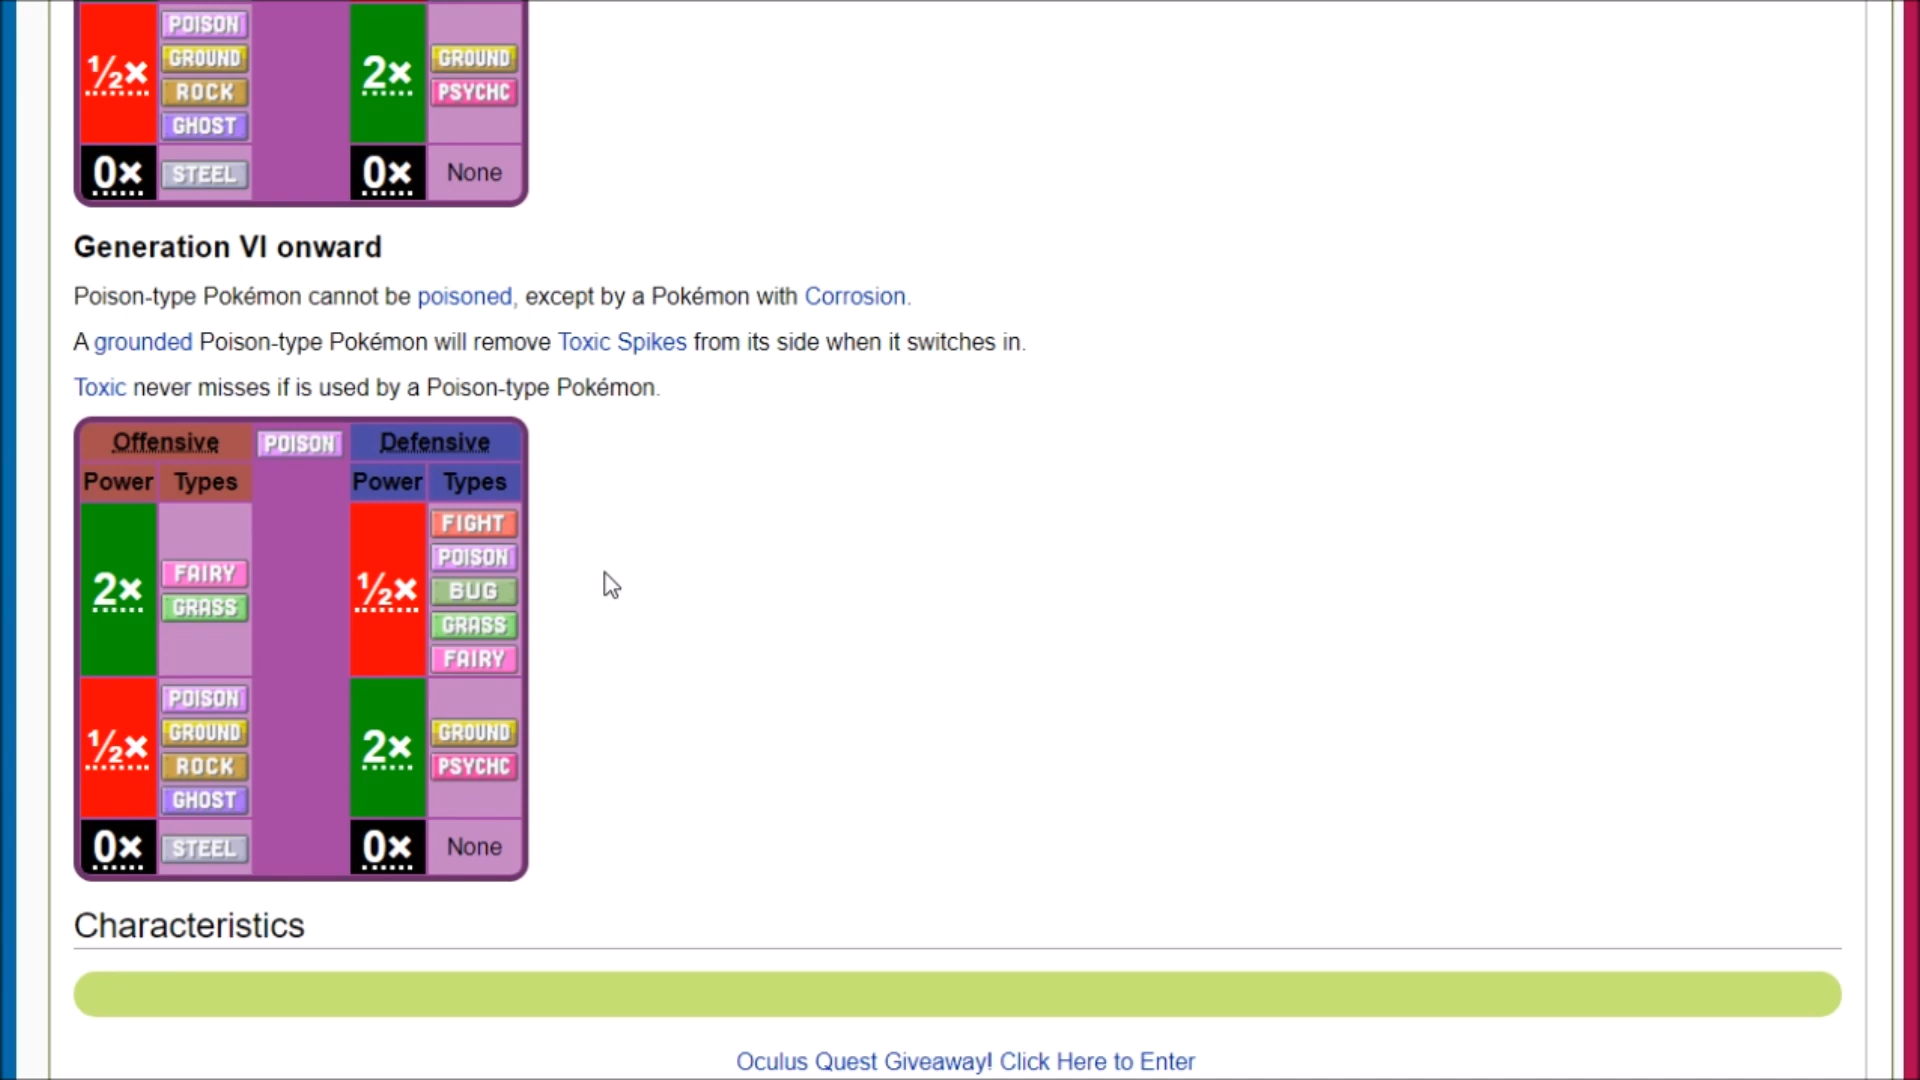 POISON
GROUND
½× ROCK 2× GROUND
PSYCHC
GHOST
0× STEEL 0× None
Generation VI onward
Poison-type Pokémon cannot be poisoned, except by a Pokémon with Corrosion.
A grounded Poison-type Pokémon will remove Toxic Spikes from its side when it switches in.
Toxic never misses if is used by a Poison-type Pokémon.
Offensive POISON Defensive
Power Types Power Types
2× FAIRY
GRASS
½× FIGHT
POISON
BUG
GRASS
FAIRY
½× POISON
GROUND
ROCK
GHOST
2× GROUND
PSYCHC
0× STEEL 0× None
Characteristics
Oculus Quest Giveaway! Click Here to Enter